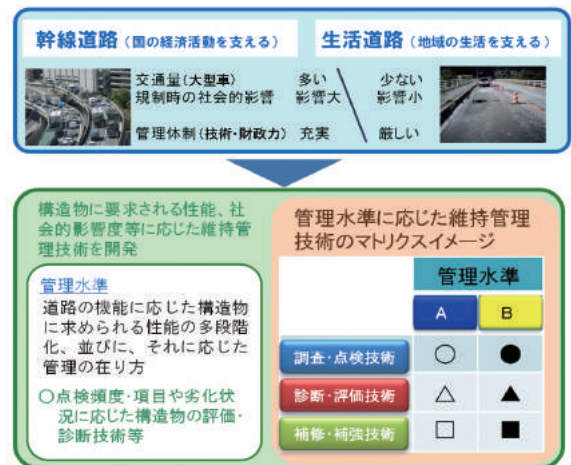 幹線道路（国の経済活動を支える）
生活道路（地域の生活を支える）
交通量（大型車） 多い 少ない
規制時の社会的影響 影響大 影響小
管理体制（技術・財政力） 充実 厳しい
構造物に要求される性能、社
会的影響度等に応じた維持管
理技術を開発
管理水準
道路の機能に応じた構造物
に求められる性能の多段階
化、並びに、それに応じた
管理の在り方
○点検頻度・項目や劣化状
況に応じた構造物の評価・
診断技術等
管理水準に応じた維持管理
技術のマトリクスイメージ
管理水準
A B
調査・点検技術 ○ ●
診断・評価技術 △ ▲
補修・補強技術 □ ■